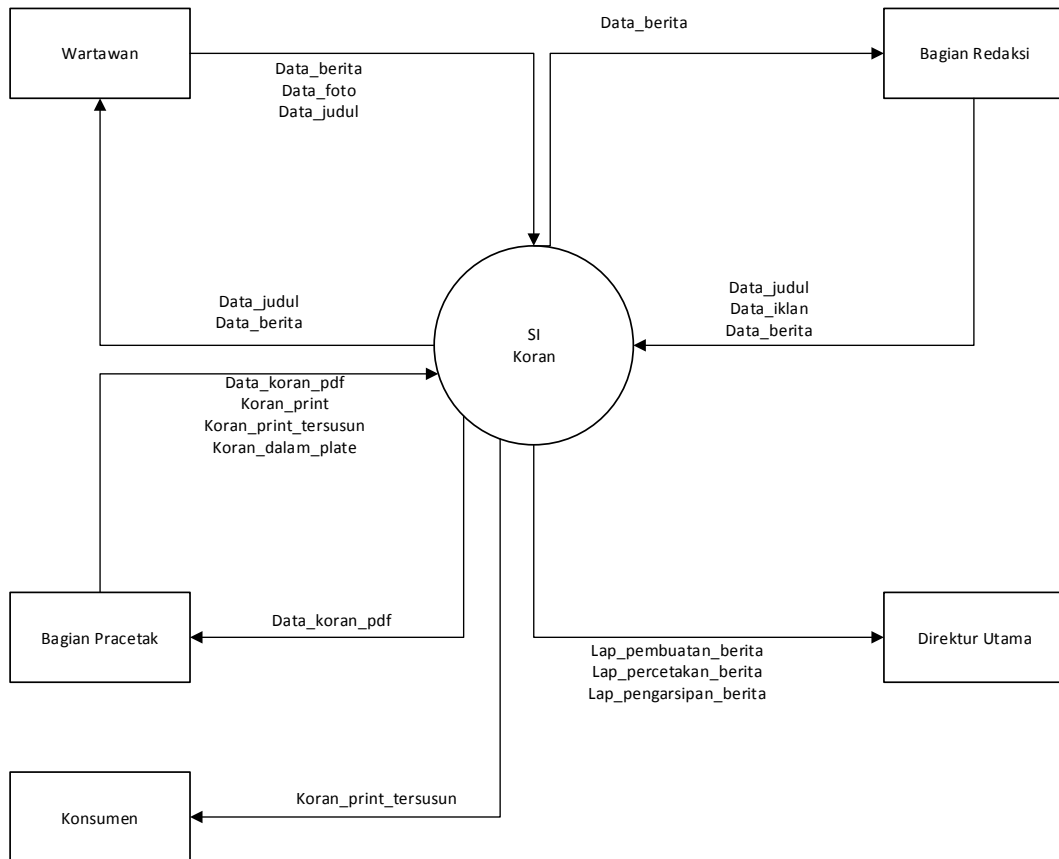 Data_berita
Wartawan
Bagian Redaksi
Data_berita
Data_foto
Data_judul
Data_judul
Data_berita
Data_judul
Data_iklan
Data_berita
SI
Koran
Data_koran_pdf
Koran_print
Koran_print_tersusun
Koran_dalam_plate
Data_koran_pdf
Bagian Pracetak
Direktur Utama
Lap_pembuatan_berita
Lap_percetakan_berita
Lap_pengarsipan_berita
Koran_print_tersusun
Konsumen